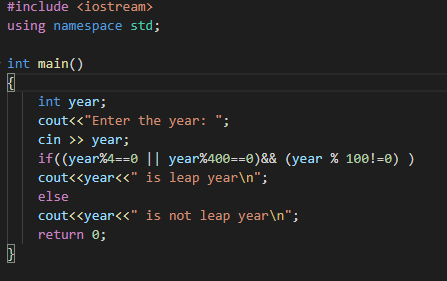 #include <iostream>
using namespace std;
int main()
{
int year;
cout<<"Enter the year: ";
cin >> year;
if((year%4==0 || year%400==0)&& (year % 100!=0) )
cout<<year<<" is leap year\n";
else
cout<<year<<" is not leap year\n";
return 0;
}